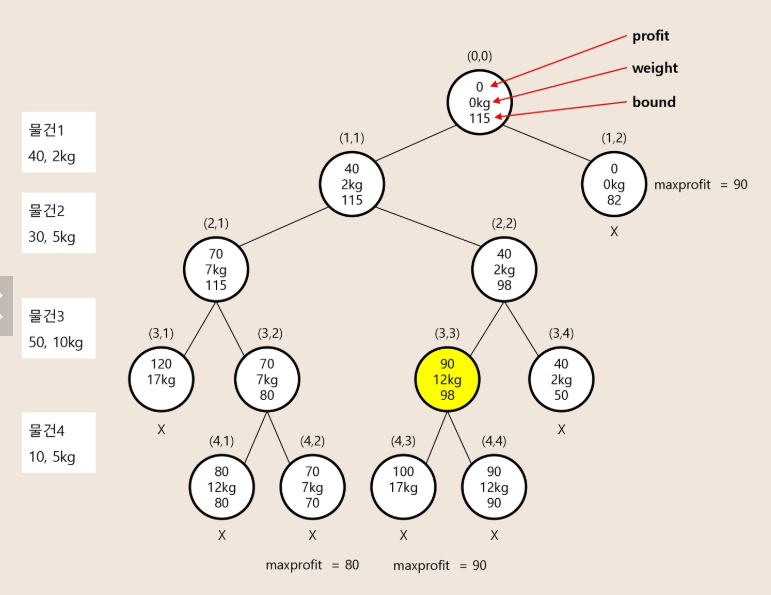 profit
(0,0)
weight
0
0kg
115
bound
물건1
40, 2kg
(1,1)
(1,2)
40
2kg
115
0
0kg
82
maxprofit = 90
X
물건2
30, 5kg
(2,1)
(2,2)
70
7kg
115
40
2kg
98
물건3
50, 10kg
(3,1)
(3,2)
(3,3)
(3,4)
120
17kg
70
7kg
80
90
12kg
98
40
2kg
50
X
X
물건4
10, 5kg
(4,1)
(4,2)
(4,3)
(4,4)
80
12kg
80
70
7kg
70
100
17kg
90
12kg
90
X
X
X
X
maxprofit = 80
maxprofit = 90